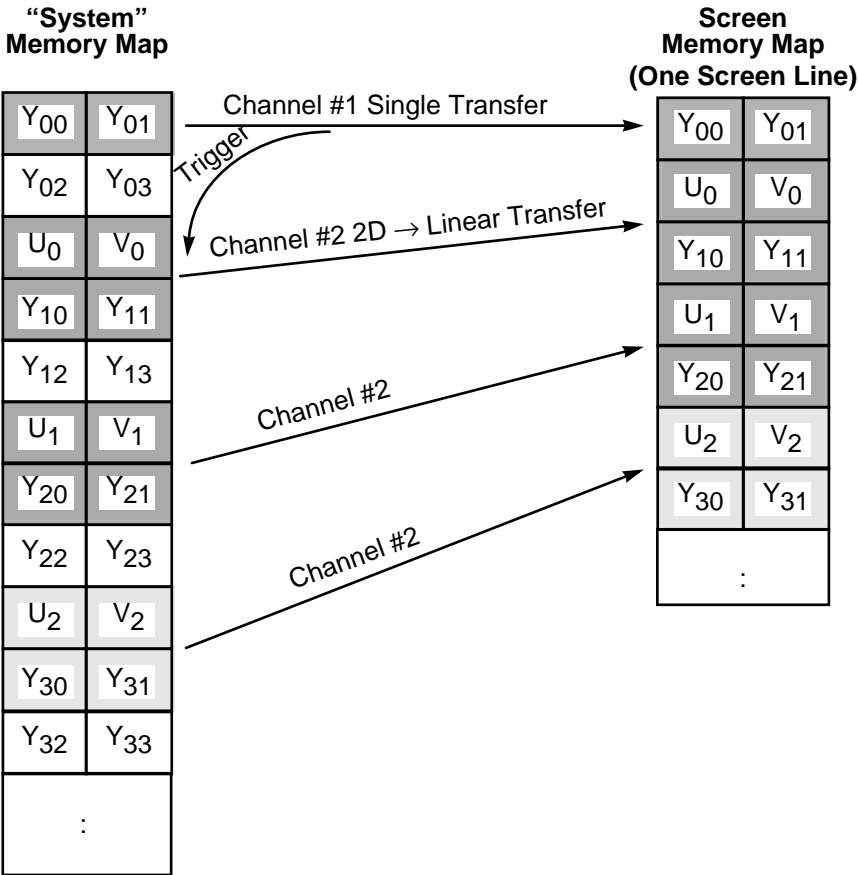 “System”
Memory Map
Screen
Memory Map
(One Screen Line)
Channel #1 Single Transfer
Trigger
Channel #2 2D → Linear Transfer
Channel #2
Channel #2
Y00 Y01
Y02 Y03
U0 V0
Y10 Y11
Y12 Y13
U1 V1
Y20 Y21
Y22 Y23
U2 V2
Y30 Y31
Y32 Y33
:
Y00 Y01
U0 V0
Y10 Y11
U1 V1
Y20 Y21
U2 V2
Y30 Y31
: